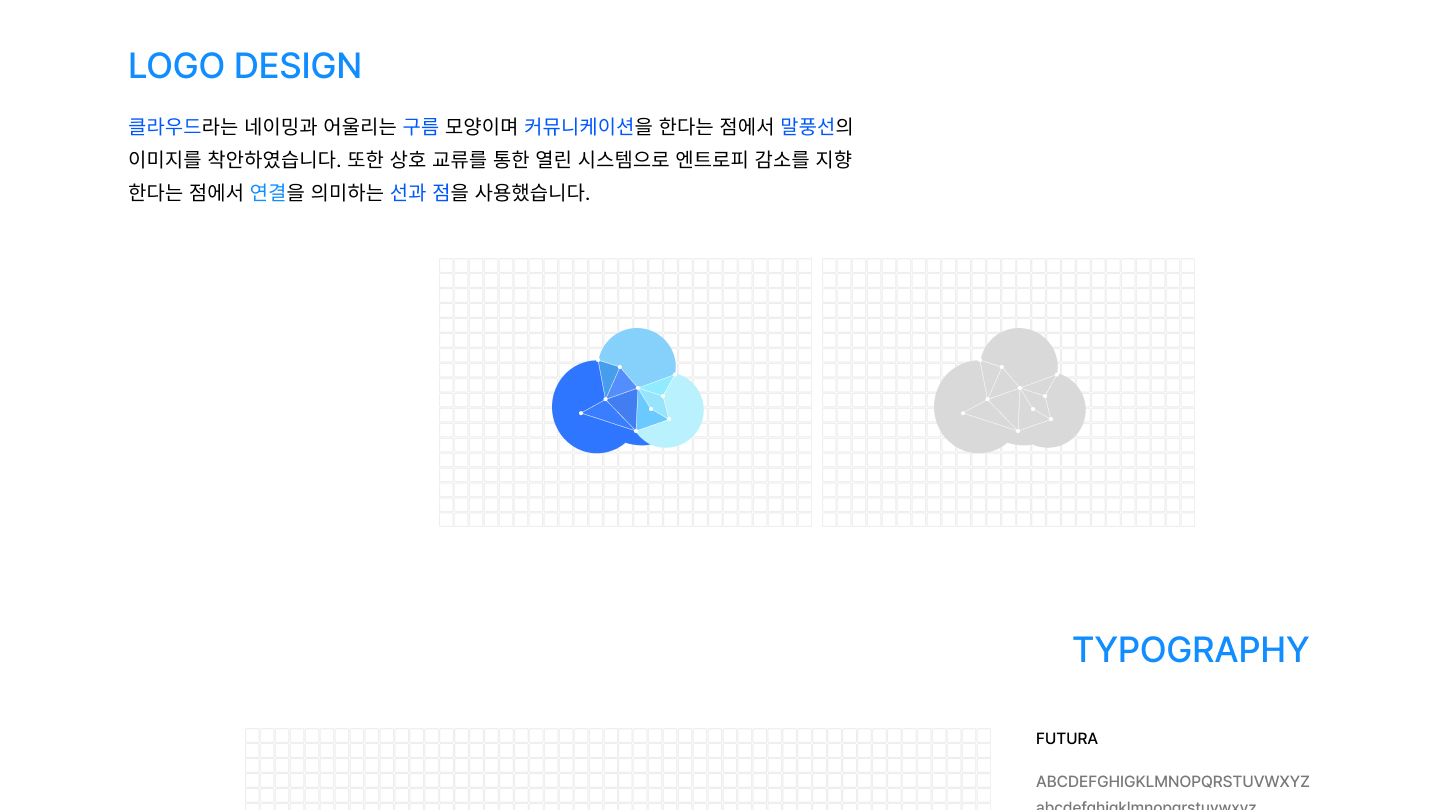 LOGO DESIGN
클라우드라는 네이밍과 어울리는 구름 모양이며 커뮤니케이션을 한다는 점에서 말풍선의
이미지를 착안하였습니다. 또한 상호 교류를 통한 열린 시스템으로 엔트로피 감소를 지향
한다는 점에서 연결을 의미하는 선과 점을 사용했습니다.
TYPOGRAPHY
FUTURA
ABCDEFGHIGKLMNOPQRSTUVWXYZ
abcdefghigklmnopqrstuvwxyz